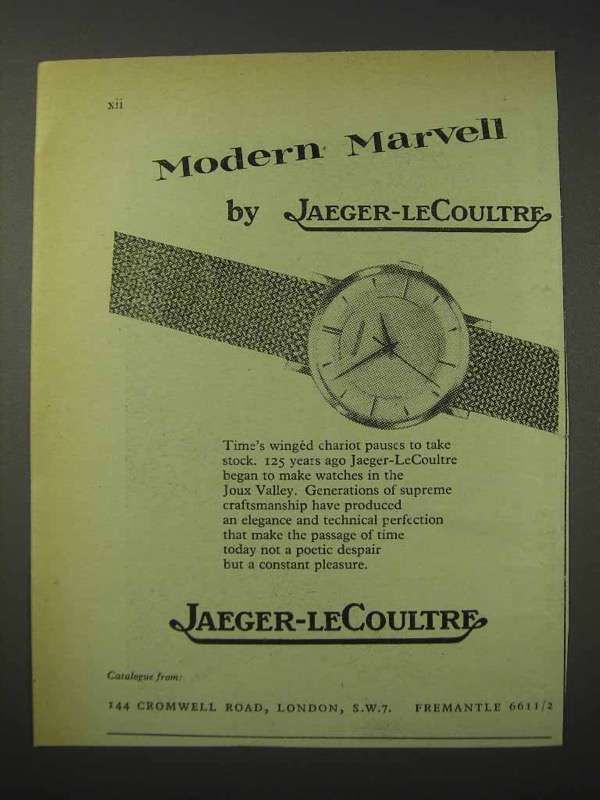 xii
Modern Marvell
by JAEGER-LECOULTRE
Time's wingéd chariot pauses to take
stock. 125 years ago Jaeger-LeCoultre
began to make watches in the
Joux Valley. Generations of supreme
craftsmanship have produced
an elegance and technical perfection
that make the passage of time
today not a poetic despair
but a constant pleasure.
JAEGER-LECOULTRE
Catalogue from:
144 CROMWELL ROAD, LONDON, S.W.7. FREMANTLE 6611/2